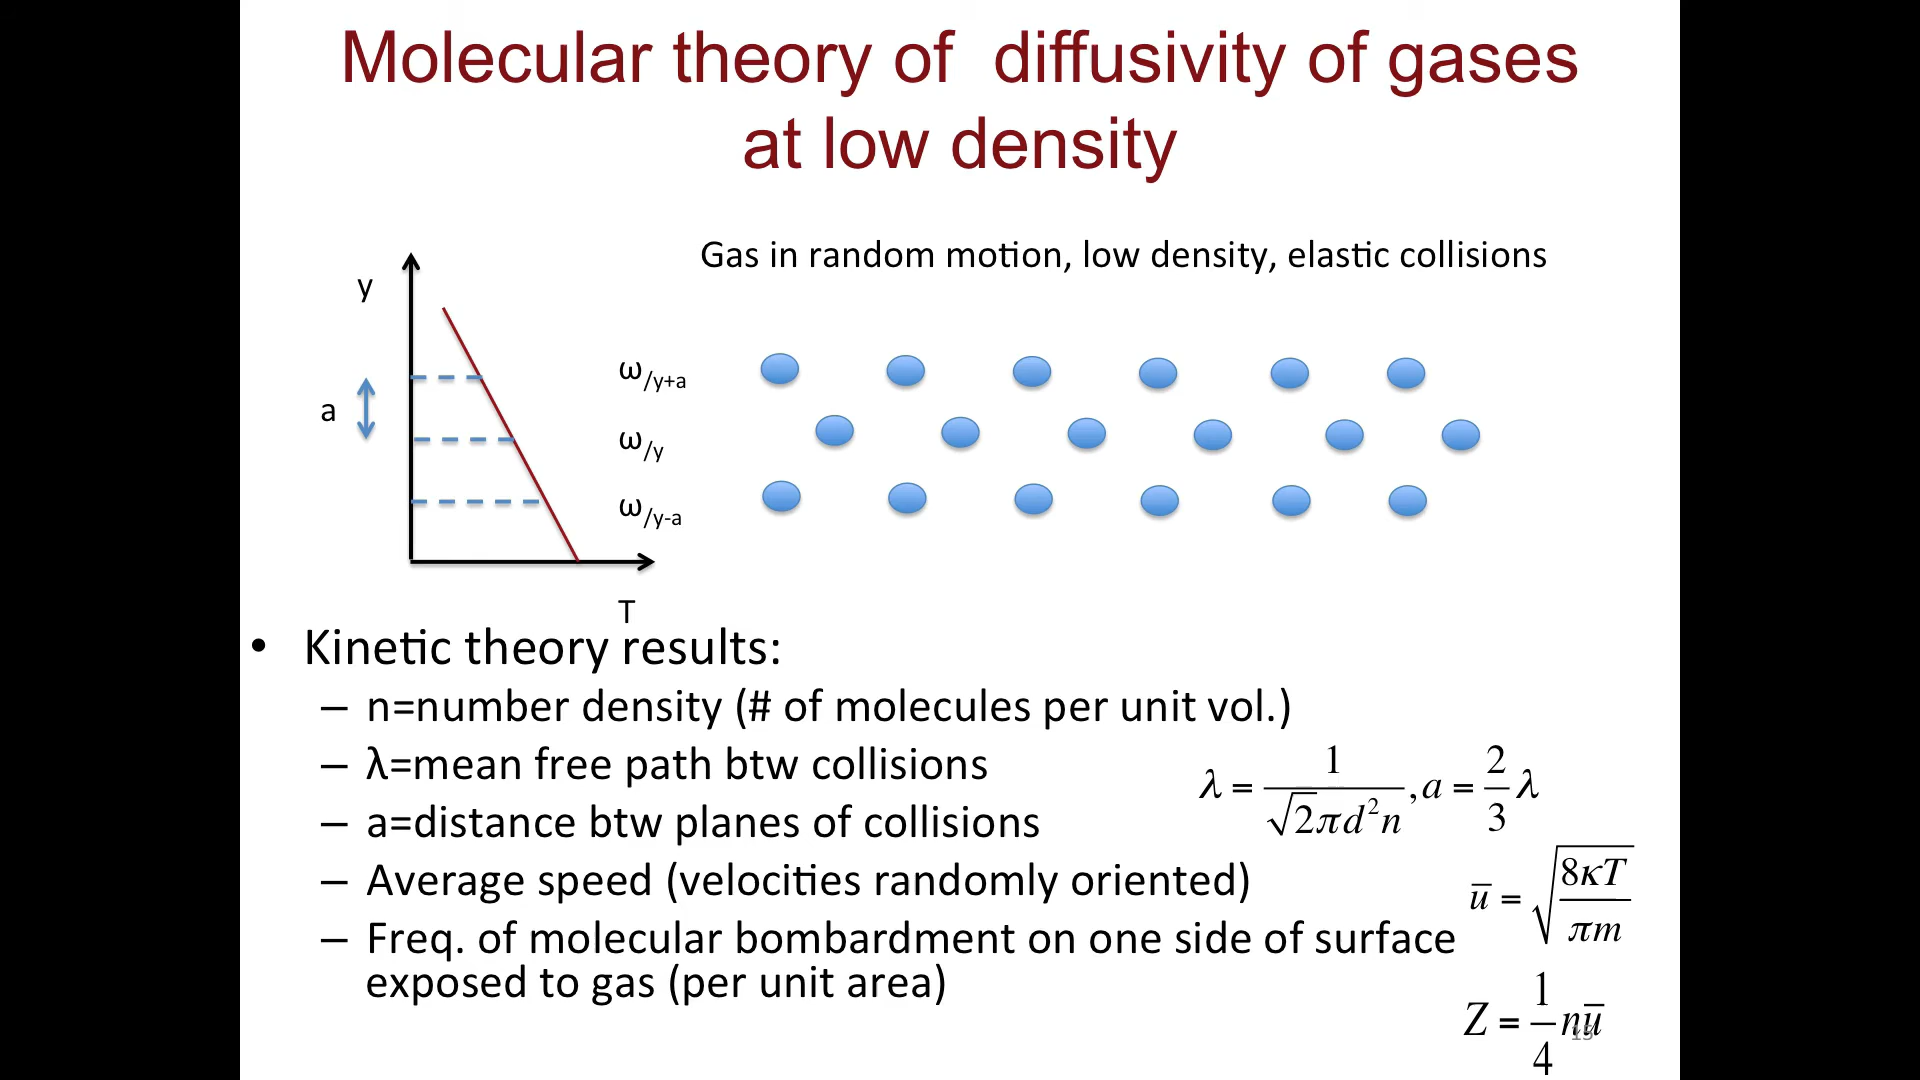 Molecular theory of diffusivity of gases
at low density
Gas in random motion, low density, elastic collisions
y
a
ω/y+a
ω/y
ω/y-a
T
• Kinetic theory results:
– n=number density (# of molecules per unit vol.)
– λ=mean free path btw collisions
λ = 1/(√2πd²n), a = 2/3 λ
– a=distance btw planes of collisions
– Average speed (velocities randomly oriented)
u̅ = √(8κT/πm)
– Freq. of molecular bombardment on one side of surface
exposed to gas (per unit area)
Z = 1/4 nu̅
15